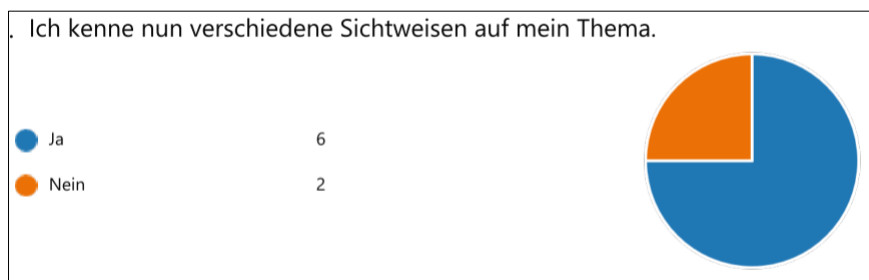 . Ich kenne nun verschiedene Sichtweisen auf mein Thema.
Ja 6
Nein 2